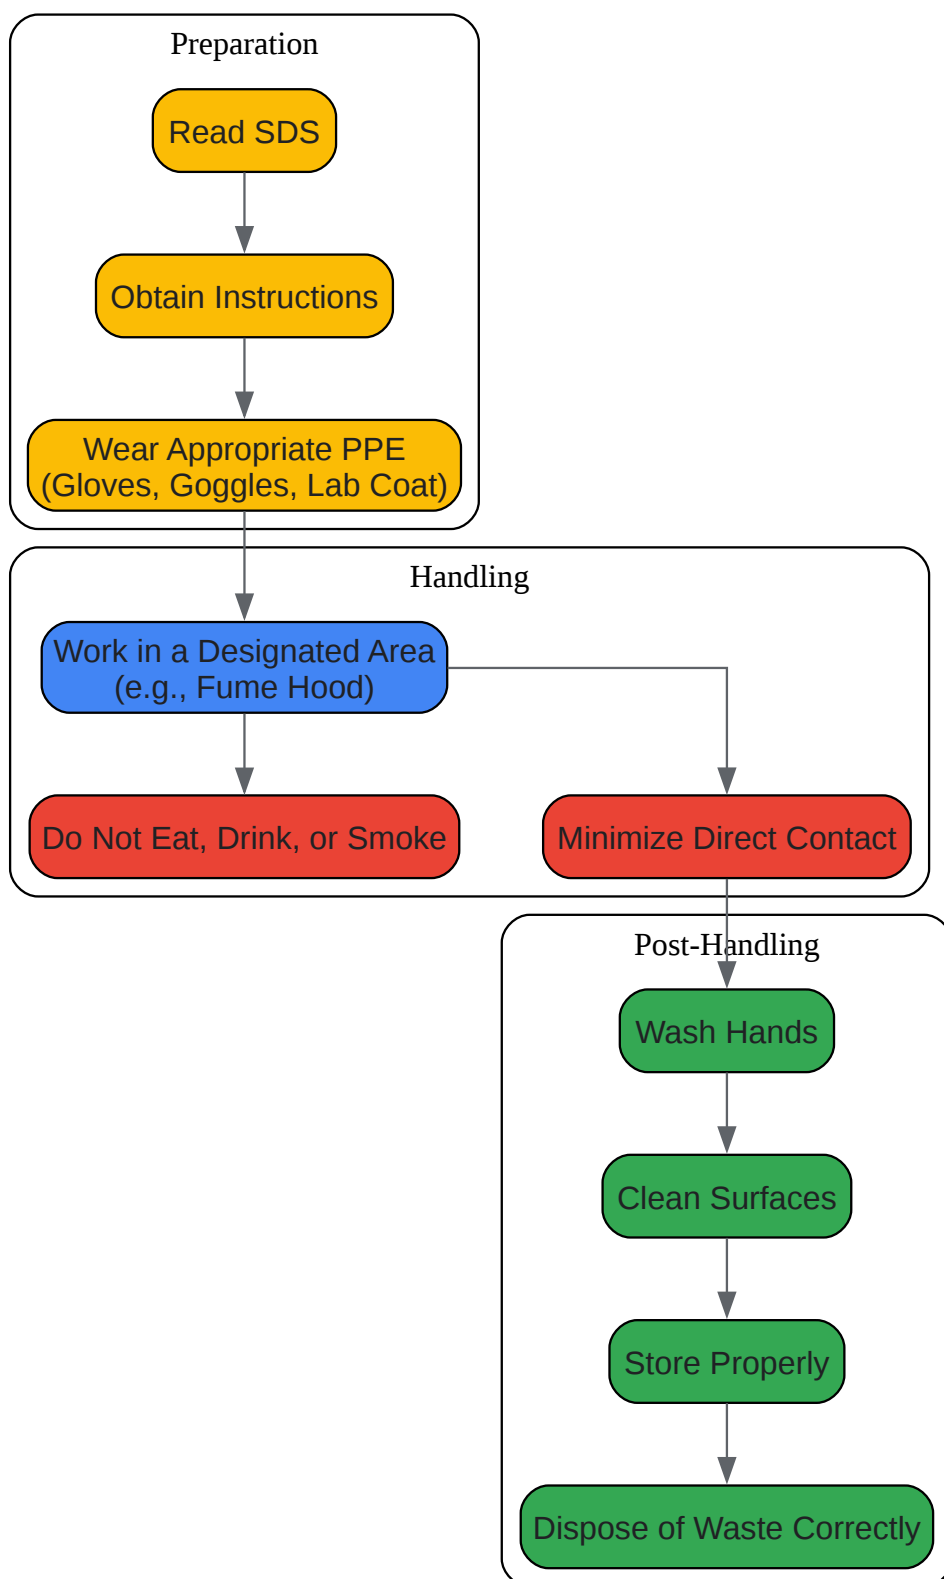 Preparation
Read SDS
Obtain Instructions
Wear Appropriate PPE
(Gloves, Goggles, Lab Coat)
Handling
Work in a Designated Area
(e.g., Fume Hood)
Do Not Eat, Drink, or Smoke
Minimize Direct Contact
Post-Handling
Wash Hands
Clean Surfaces
Store Properly
Dispose of Waste Correctly